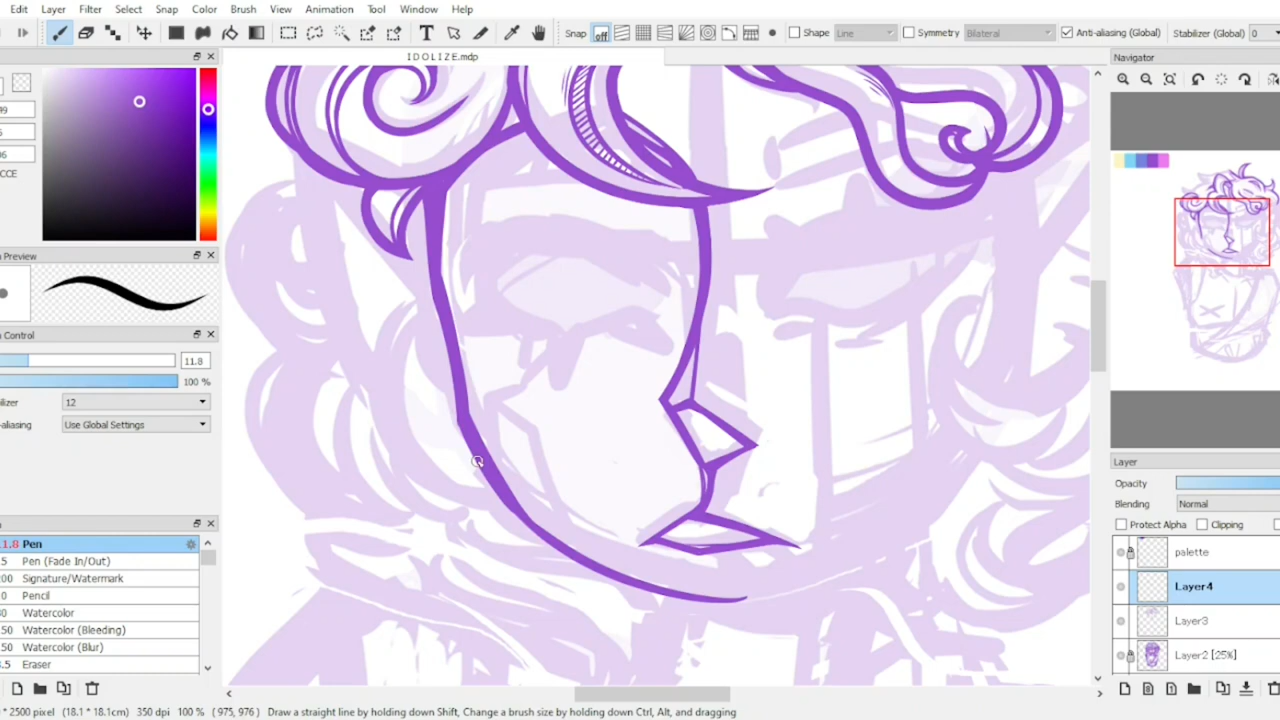 Edit Layer Select Snap Color Brush View Animation Tool Window Help
Snap off Shape Line Symmetry Bilateral Anti-aliasing (Global) Stabilizer (Global) 0
IDOLIZE.mdp
Navigator
49
CCE
Preview
Control
11.8
100 %
12
Use Global Settings
11.8 Pen
Pen (Fade In/Out)
Signature/Watermark
Pencil
Watercolor
Watercolor (Bleeding)
Watercolor (Blur)
Eraser
Layer
Opacity
Blending Normal
Protect Alpha Clipping
palette
Layer4
Layer3
Layer2 [25%]
* 2500 pixel (18.1 * 18.1cm) 350 dpi 100 % ( 975, 976 ) Draw a straight line by holding down Shift, Change a brush size by holding down Ctrl, Alt, and dragging